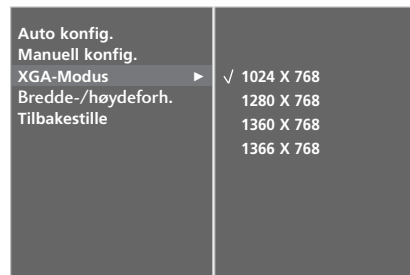 Auto konfig.
Manuell konfig.
XGA-Modus ►
Bredde-/høydeforh.
Tilbakestille
√ 1024 X 768
1280 X 768
1360 X 768
1366 X 768